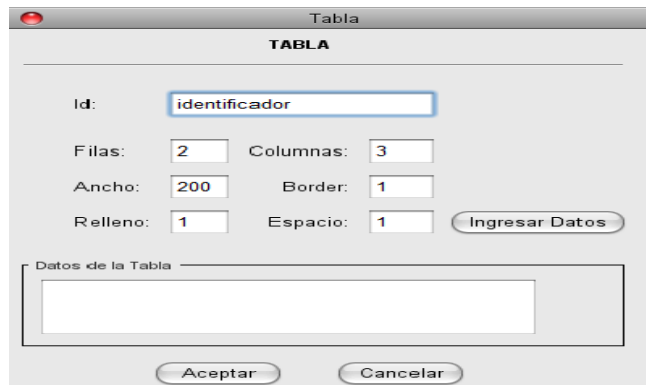 Tabla
TABLA
Id: identificador
Filas: 2 Columnas: 3
Ancho: 200 Border: 1
Relleno: 1 Espacio: 1 Ingresar Datos
Datos de la Tabla
Aceptar Cancelar